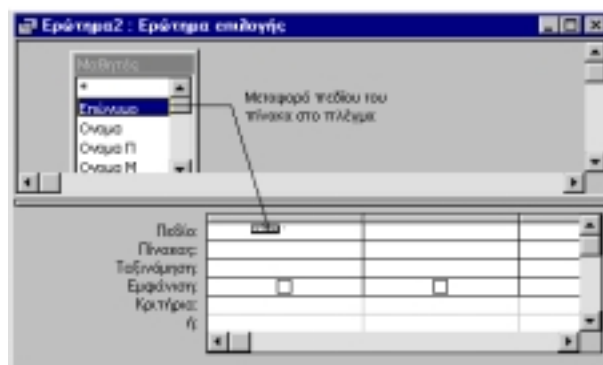 Ερώτημα2 : Ερώτημα επιλογής
Μαθητές
*
Επώνυμο
Όνομα
Όνομα Π
Όνομα Μ
Μεταφορά πεδίου του
πίνακα στο πλέγμα
Πεδίο:
Πίνακας:
Ταξινόμηση:
Εμφάνιση:
Κριτήρια:
ή: